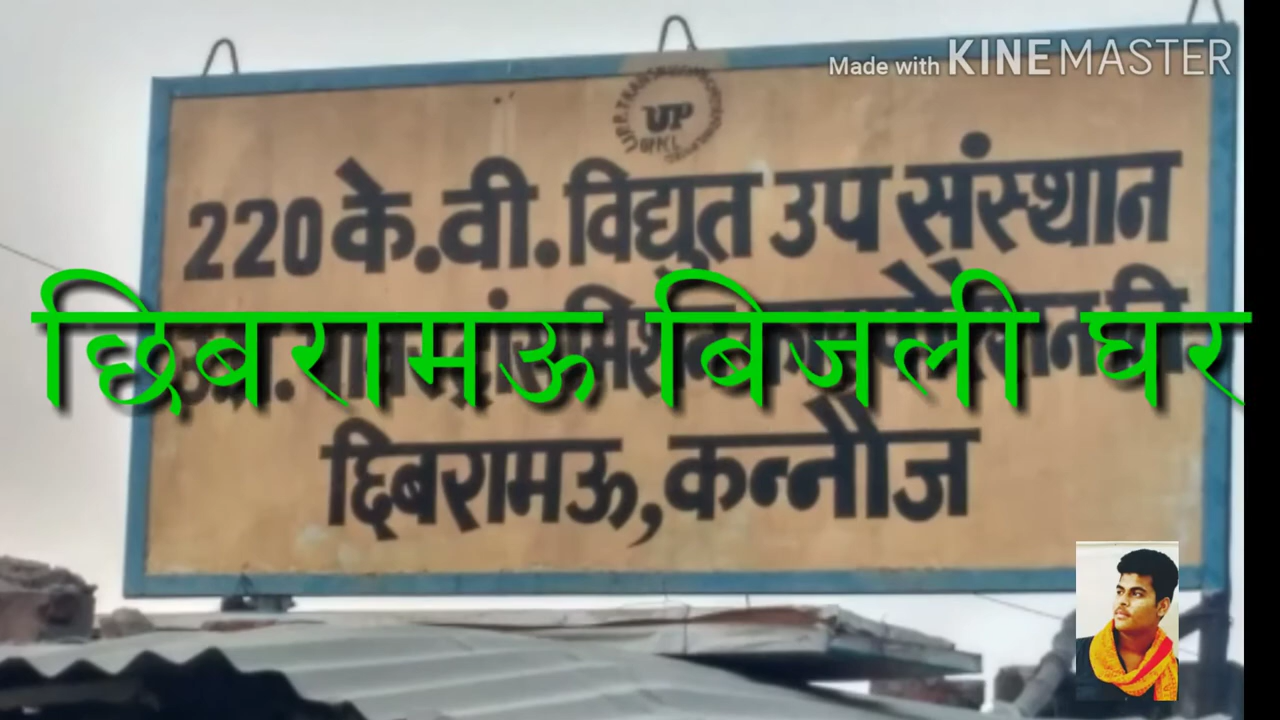 Made with KINEMASTER
UP
220 के.वी. विद्युत उप संस्थान
छिबरामऊ बिजली घर
छिबरामऊ, कन्नौज